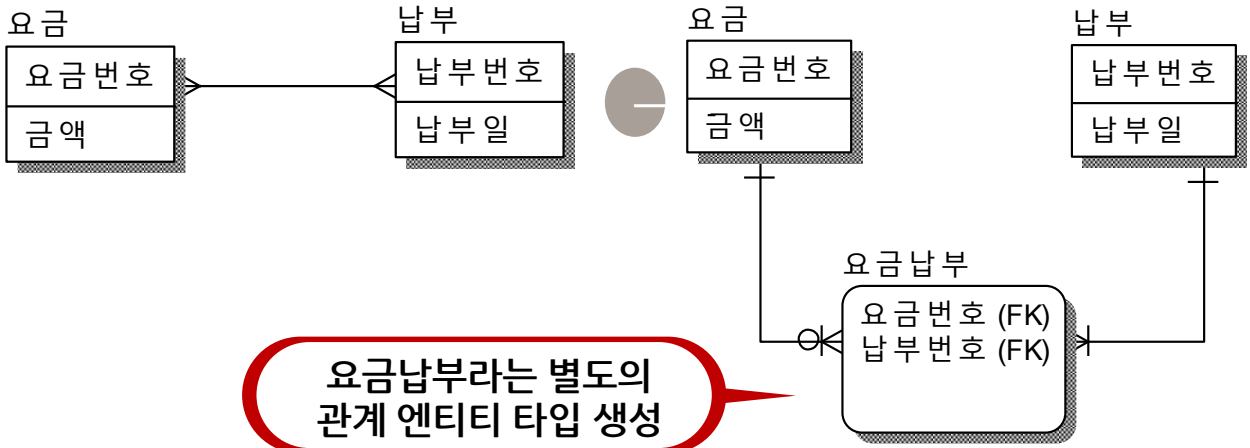 요금
요금번호
금액
납부
납부번호
납부일
요금
요금번호
금액
납부
납부번호
납부일
요금납부
요금번호 (FK)
납부번호 (FK)
요금납부라는 별도의
관계 엔티티 타입 생성